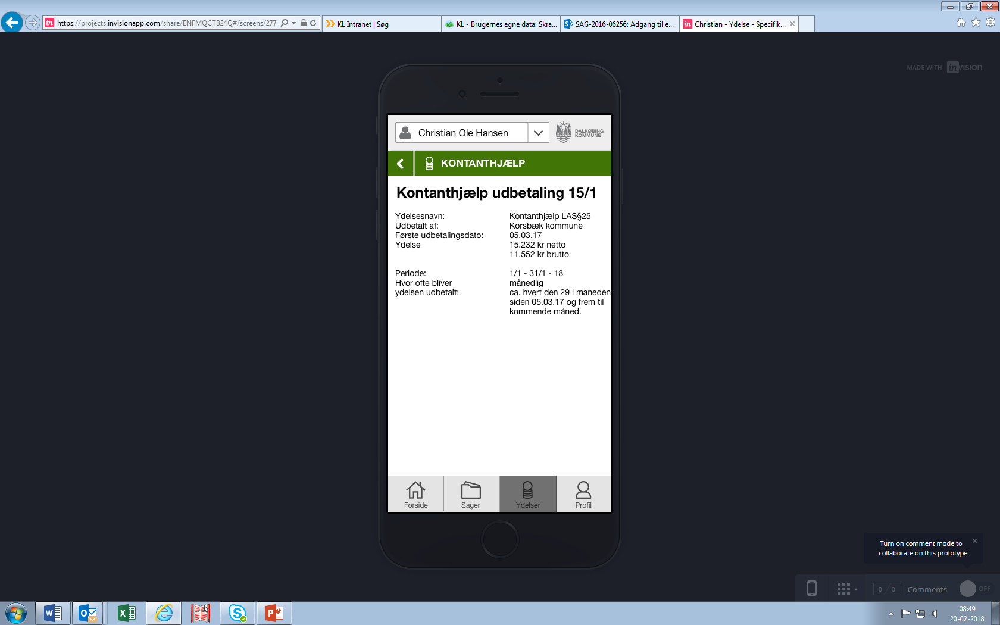 https://projects.invisionapp.com/share/ENFMQCTB24Q#/screens/277
KL Intranet | Søg
KL - Brugernes egne data: Skra...
SAG-2016-06256: Adgang til e...
Christian - Ydelse - Specifik...
MADE WITH invision
Christian Ole Hansen
DALKØBING
KOMMUNE
KONTANTHJÆLP
Kontanthjælp udbetaling 15/1
Ydelsesnavn: Kontanthjælp LAS§25
Udbetalt af: Korsbæk kommune
Første udbetalingsdato: 05.03.17
Ydelse 15.232 kr netto
11.552 kr brutto
Periode: 1/1 - 31/1 - 18
Hvor ofte bliver månedlig
ydelsen udbetalt: ca. hvert den 29 i måneden
siden 05.03.17 og frem til
kommende måned.
Forside
Sager
Ydelser
Profil
Turn on comment mode to
collaborate on this prototype
0 / 0 Comments OFF
08:49
20-02-2018